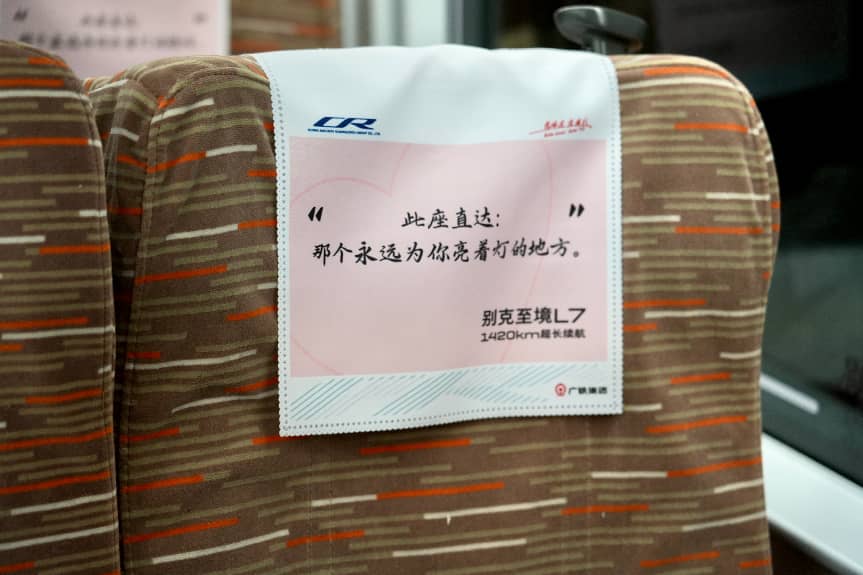 CR
“
此座直达：
”
那个永远为你亮着灯的地方。
别克至境L7
1420km超长续航
广铁集团